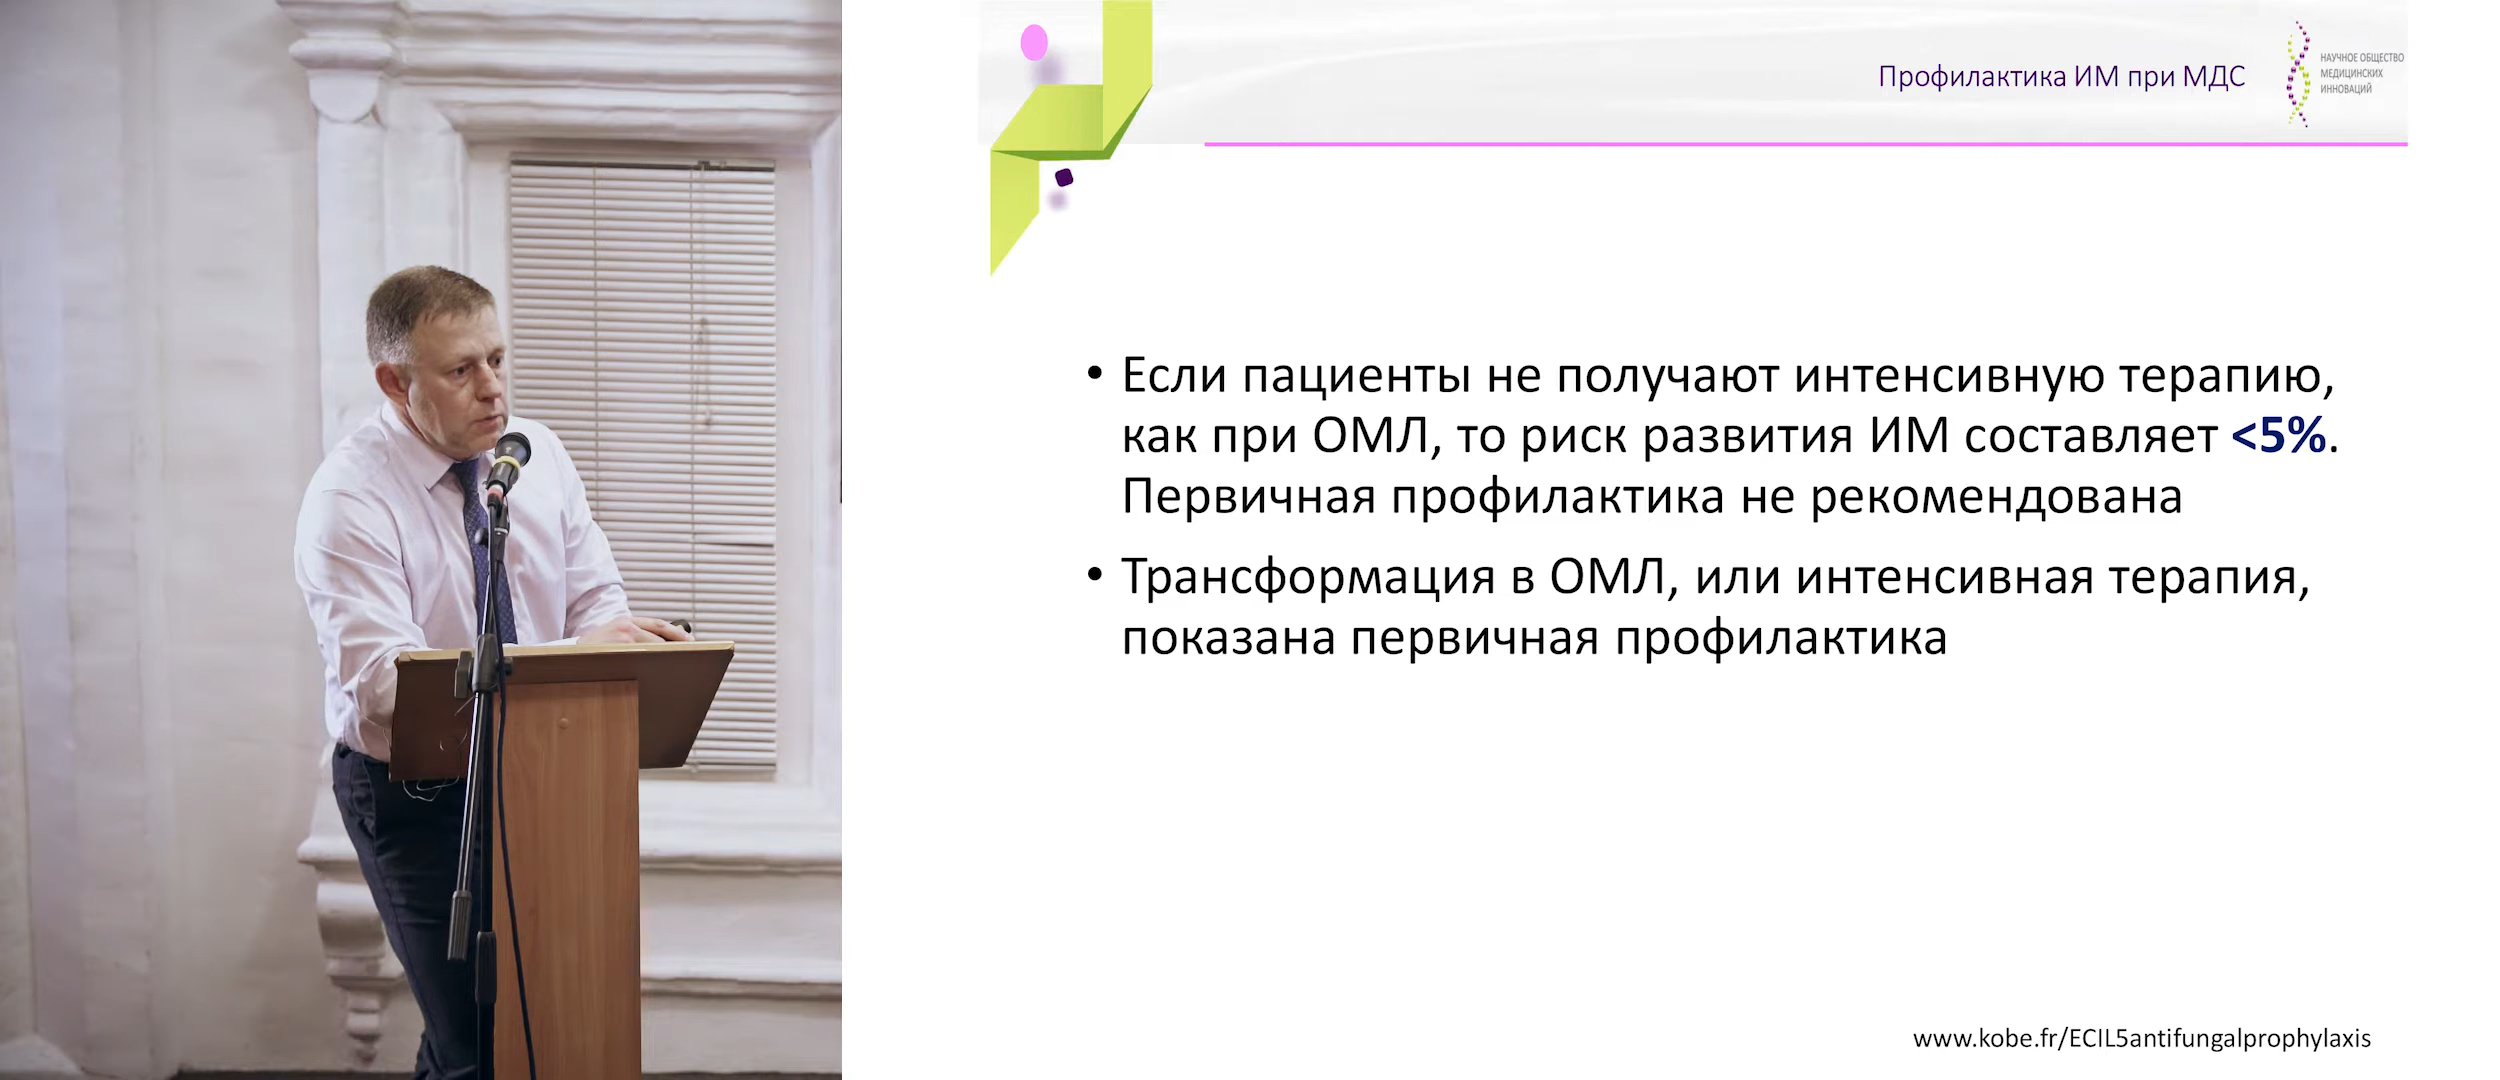 Профилактика ИМ при МДС
НАУЧНОЕ ОБЩЕСТВО
МЕДИЦИНСКИХ
ИННОВАЦИЙ
• Если пациенты не получают интенсивную терапию,
как при ОМЛ, то риск развития ИМ составляет <5%.
Первичная профилактика не рекомендована
• Трансформация в ОМЛ, или интенсивная терапия,
показана первичная профилактика
www.kobe.fr/ECIL5antifungalprophylaxis